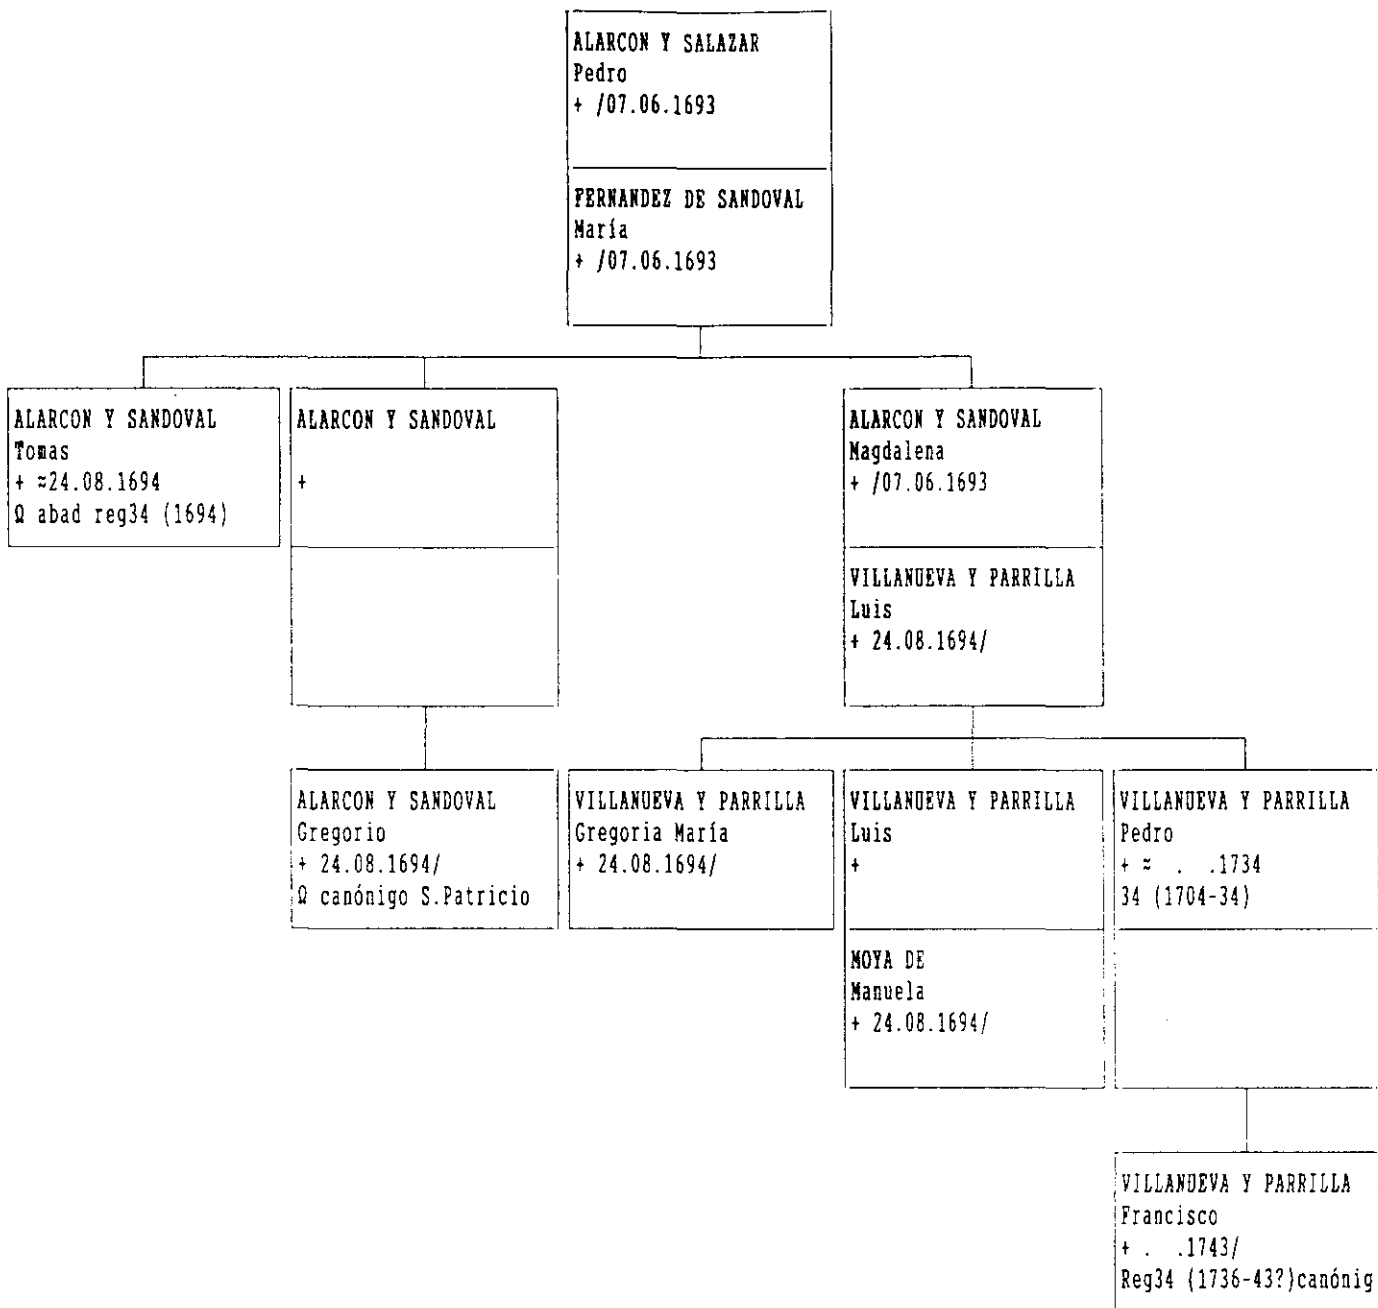 ALARCON Y SALAZAR
Pedro
+ /07.06.1693
FERNANDEZ DE SANDOVAL
María
+ /07.06.1693
ALARCON Y SANDOVAL
Tomas
+ ≈24.08.1694
Ω abad reg34 (1694)
ALARCON Y SANDOVAL
+
ALARCON Y SANDOVAL
Magdalena
+ /07.06.1693
VILLANUEVA Y PARRILLA
Luis
+ 24.08.1694/
ALARCON Y SANDOVAL
Gregorio
+ 24.08.1694/
Ω canónigo S.Patricio
VILLANUEVA Y PARRILLA
Gregoria María
+ 24.08.1694/
VILLANUEVA Y PARRILLA
Luis
+
MOYA DE
Manuela
+ 24.08.1694/
VILLANUEVA Y PARRILLA
Pedro
+ ≈ . .1734
34 (1704-34)
VILLANUEVA Y PARRILLA
Francisco
+ . .1743/
Reg34 (1736-43?)canónig